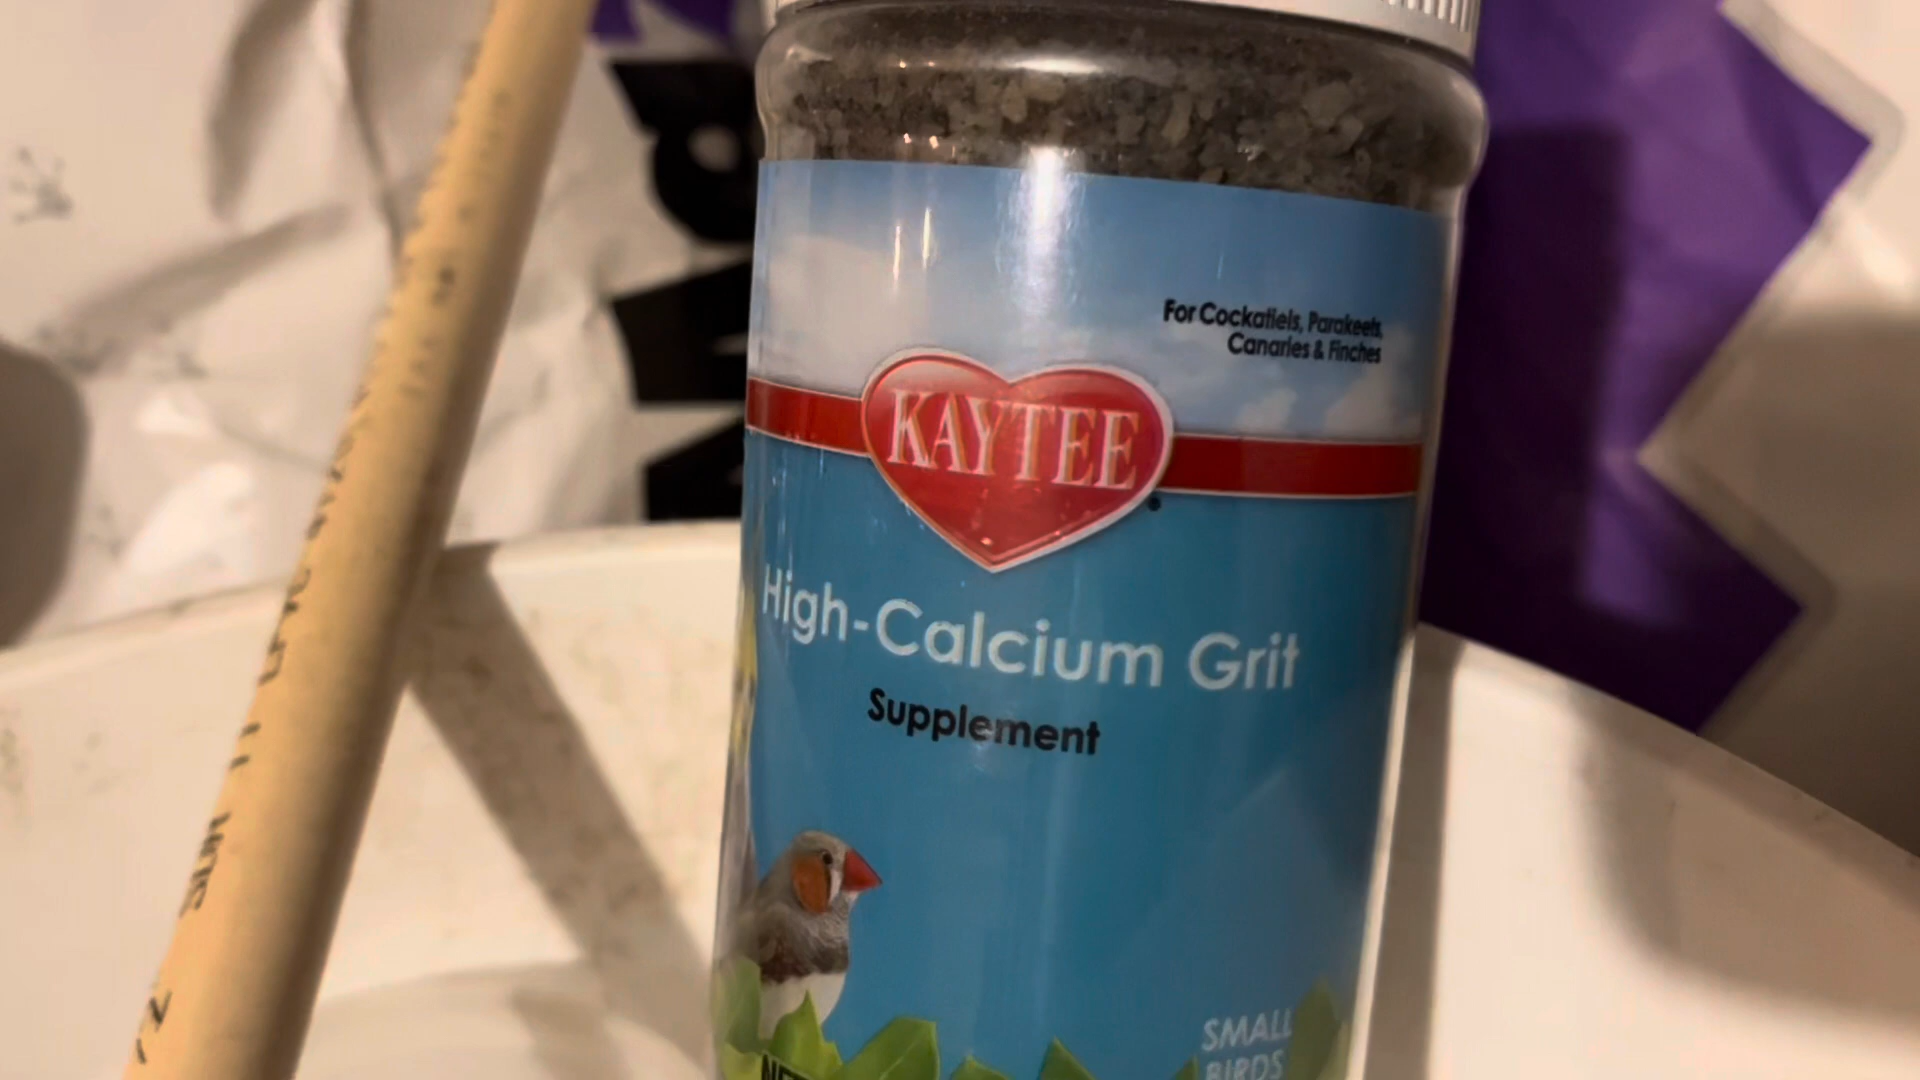 For Cockatiels, Parakeets,
Canaries & Finches
KAYTEE
High-Calcium Grit
Supplement
SMALL
BIRDS